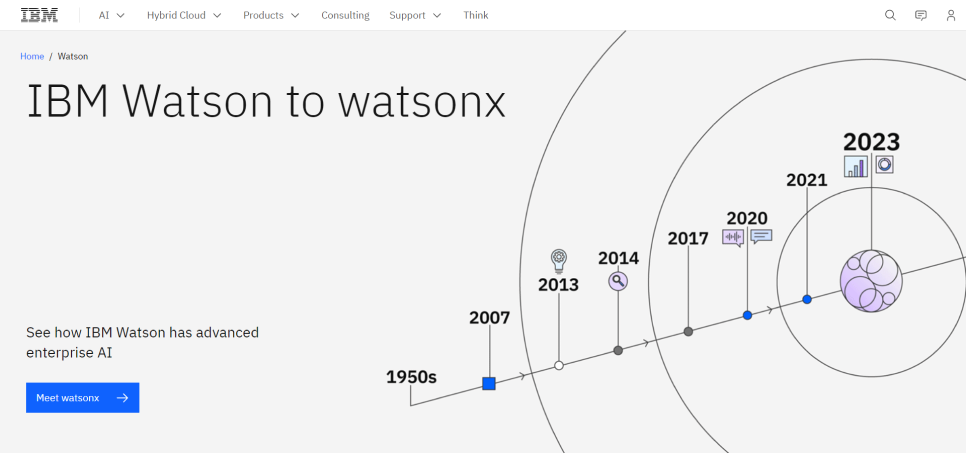 IBM
AI Hybrid Cloud Products Consulting Support Think
Home / Watson
IBM Watson to watsonx
2023
2021
2020
2017
2014
2013
2007
1950s
See how IBM Watson has advanced
enterprise AI
Meet watsonx